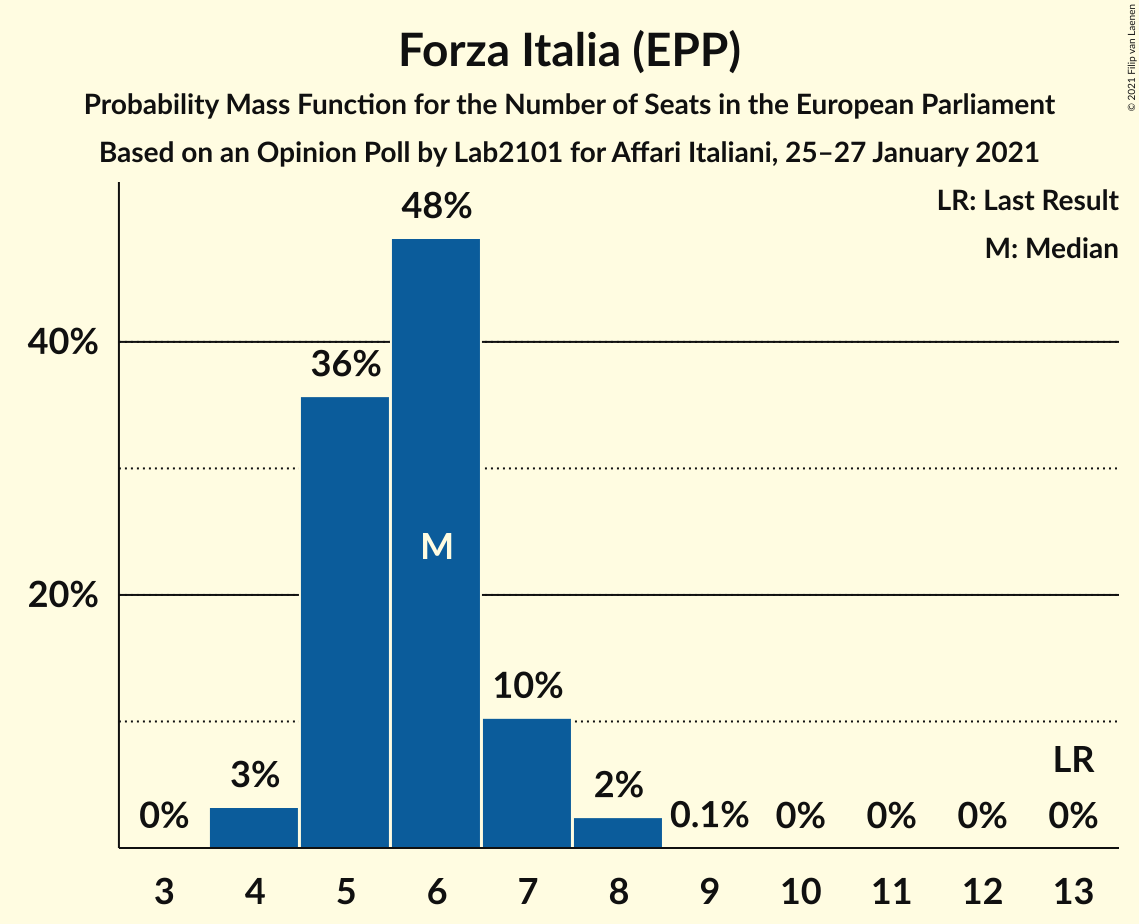 Forza Italia (EPP)
Probability Mass Function for the Number of Seats in the European Parliament
Based on an Opinion Poll by Lab2101 for Affari Italiani, 25–27 January 2021
© 2021 Filip van Laenen
LR: Last Result
M: Median
48%
40%
36%
M
20%
10%
LR
3%
2%
0%
0.1%
0%
0%
0%
0%
3 4 5 6 7 8 9 10 11 12 13